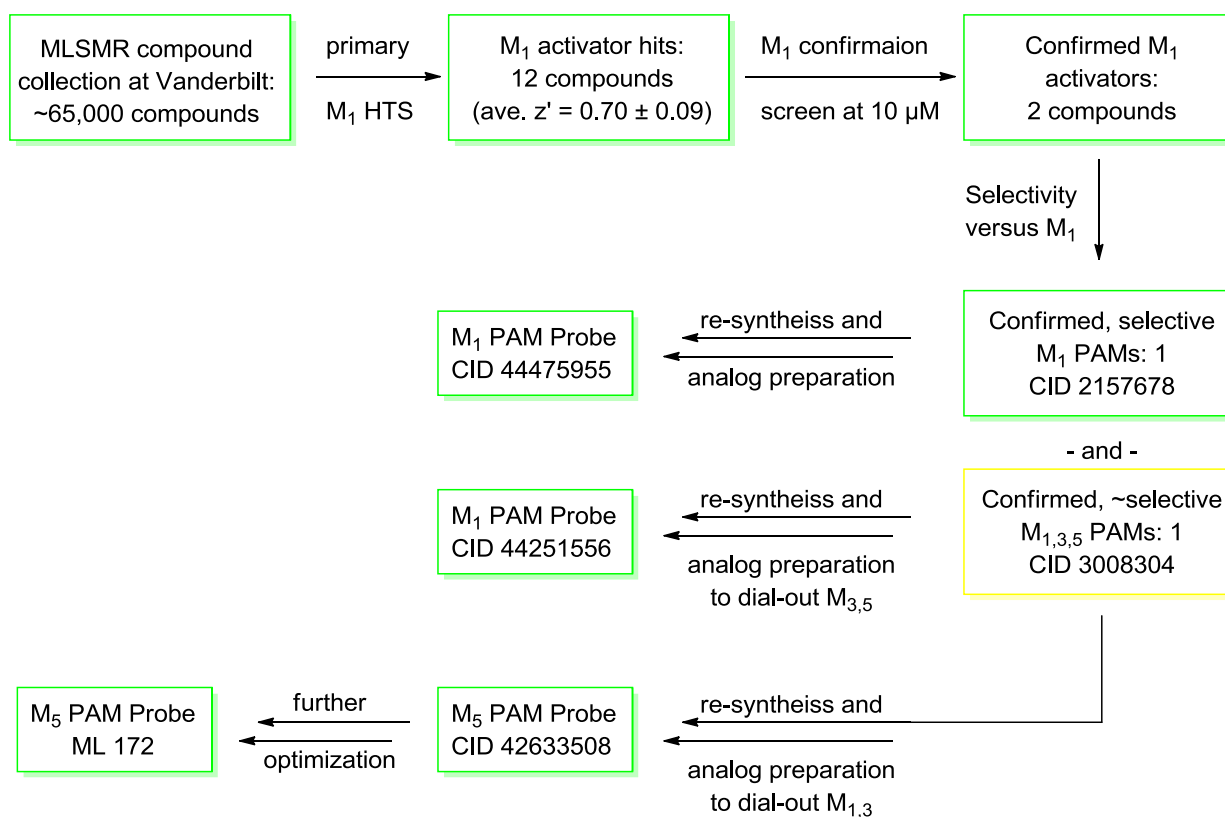 MLSMR compound
collection at Vanderbilt:
~65,000 compounds
primary
M₁ HTS
M₁ activator hits:
12 compounds
(ave. z' = 0.70 ± 0.09)
M₁ confirmaion
screen at 10 µM
Confirmed M₁
activators:
2 compounds
Selectivity
versus M₁
Confirmed, selective
M₁ PAMs: 1
CID 2157678
re-syntheiss and
analog preparation
M₁ PAM Probe
CID 44475955
- and -
Confirmed, ~selective
M₁,₃,₅ PAMs: 1
CID 3008304
re-syntheiss and
analog preparation
to dial-out M₃,₅
M₁ PAM Probe
CID 44251556
re-syntheiss and
analog preparation
to dial-out M₁,₃
M₅ PAM Probe
CID 42633508
further
optimization
M₅ PAM Probe
ML 172